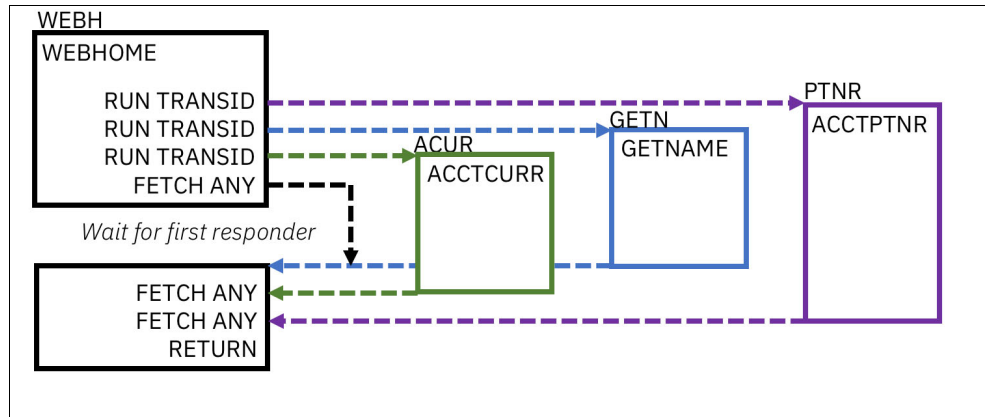 WEBH
WEBHOME
RUN TRANSID
PTNR
RUN TRANSID
GETN
ACCTPTNR
RUN TRANSID
ACUR
GETNAME
FETCH ANY
ACCTCURR
Wait for first responder
FETCH ANY
FETCH ANY
RETURN